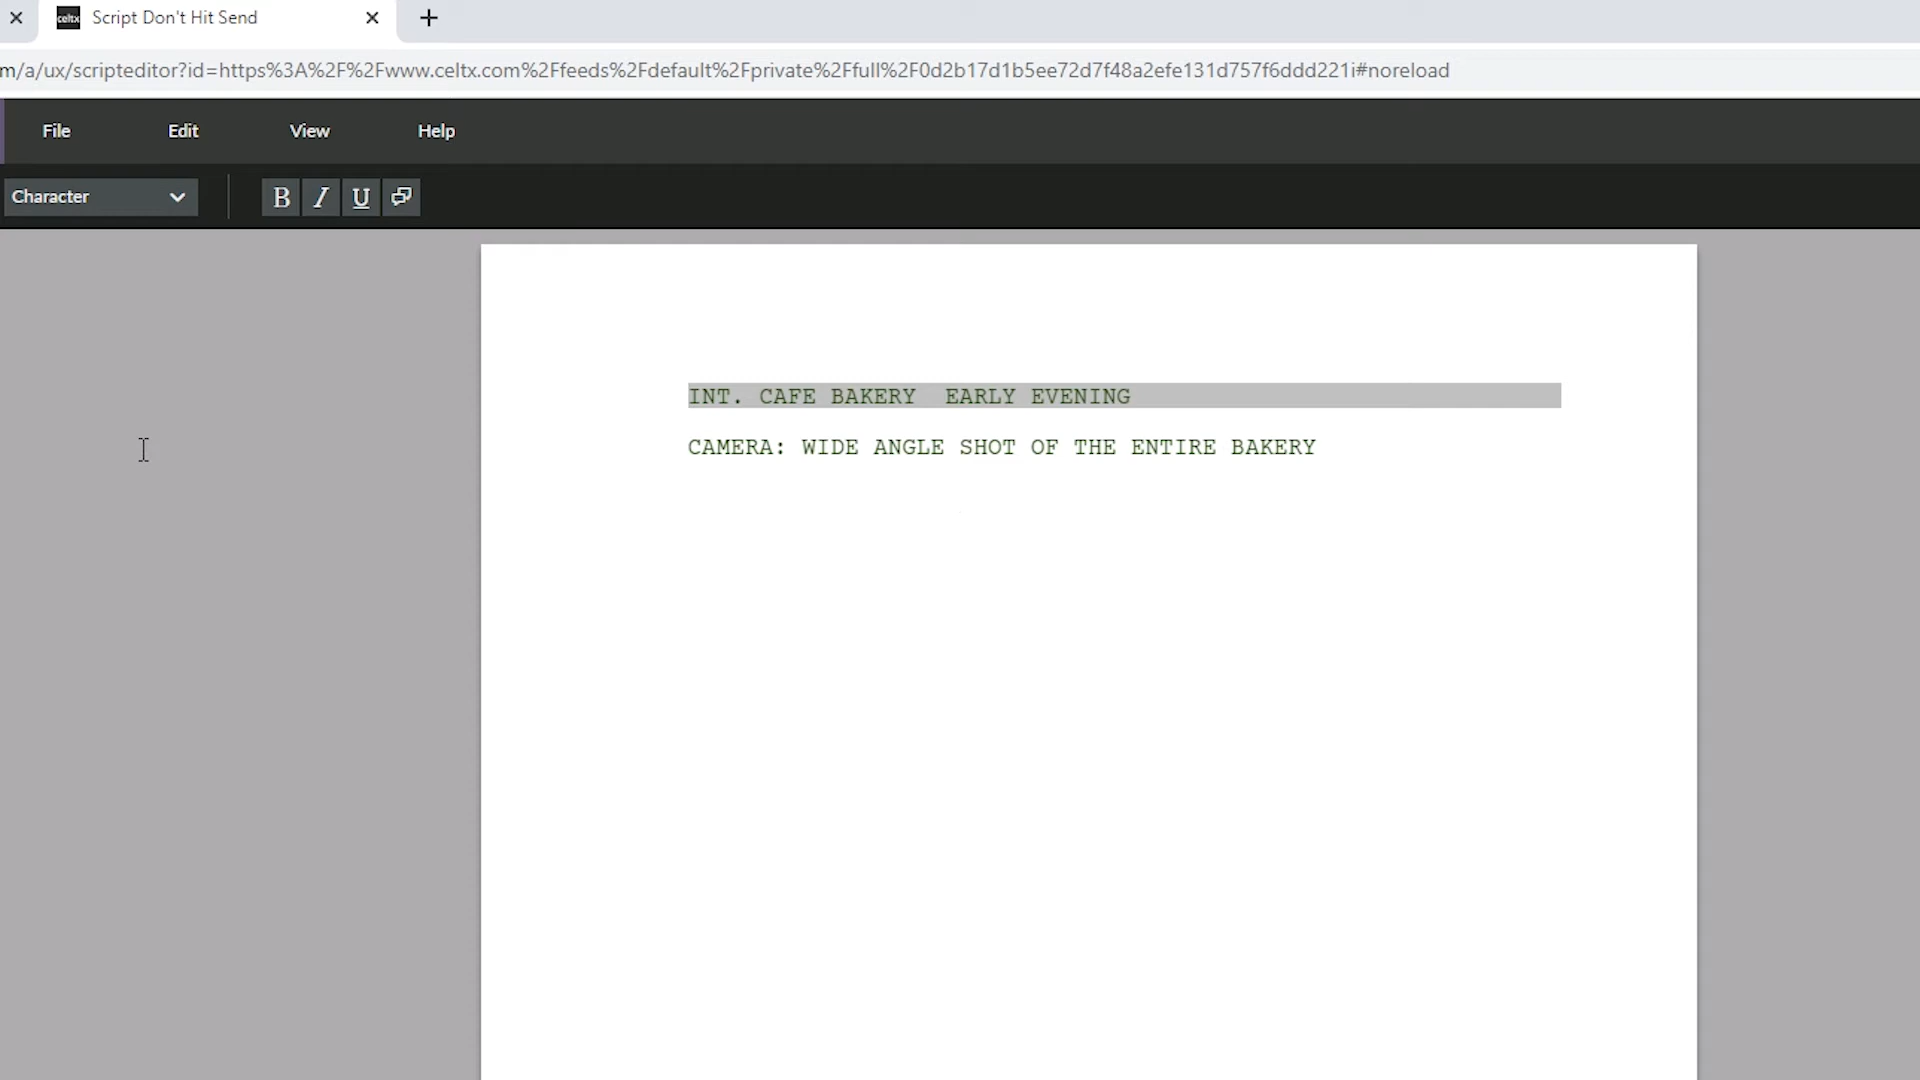 celtx Script Don't Hit Send
m/a/ux/scripteditor?id=https%3A%2F%2Fwww.celtx.com%2Ffeeds%2Fdefault%2Fprivate%2Ffull%2F0d2b17d1b5ee72d7f48a2efe131d757f6ddd221i#noreload
File Edit View Help
Character B I U
INT. CAFE BAKERY  EARLY EVENING
CAMERA: WIDE ANGLE SHOT OF THE ENTIRE BAKERY